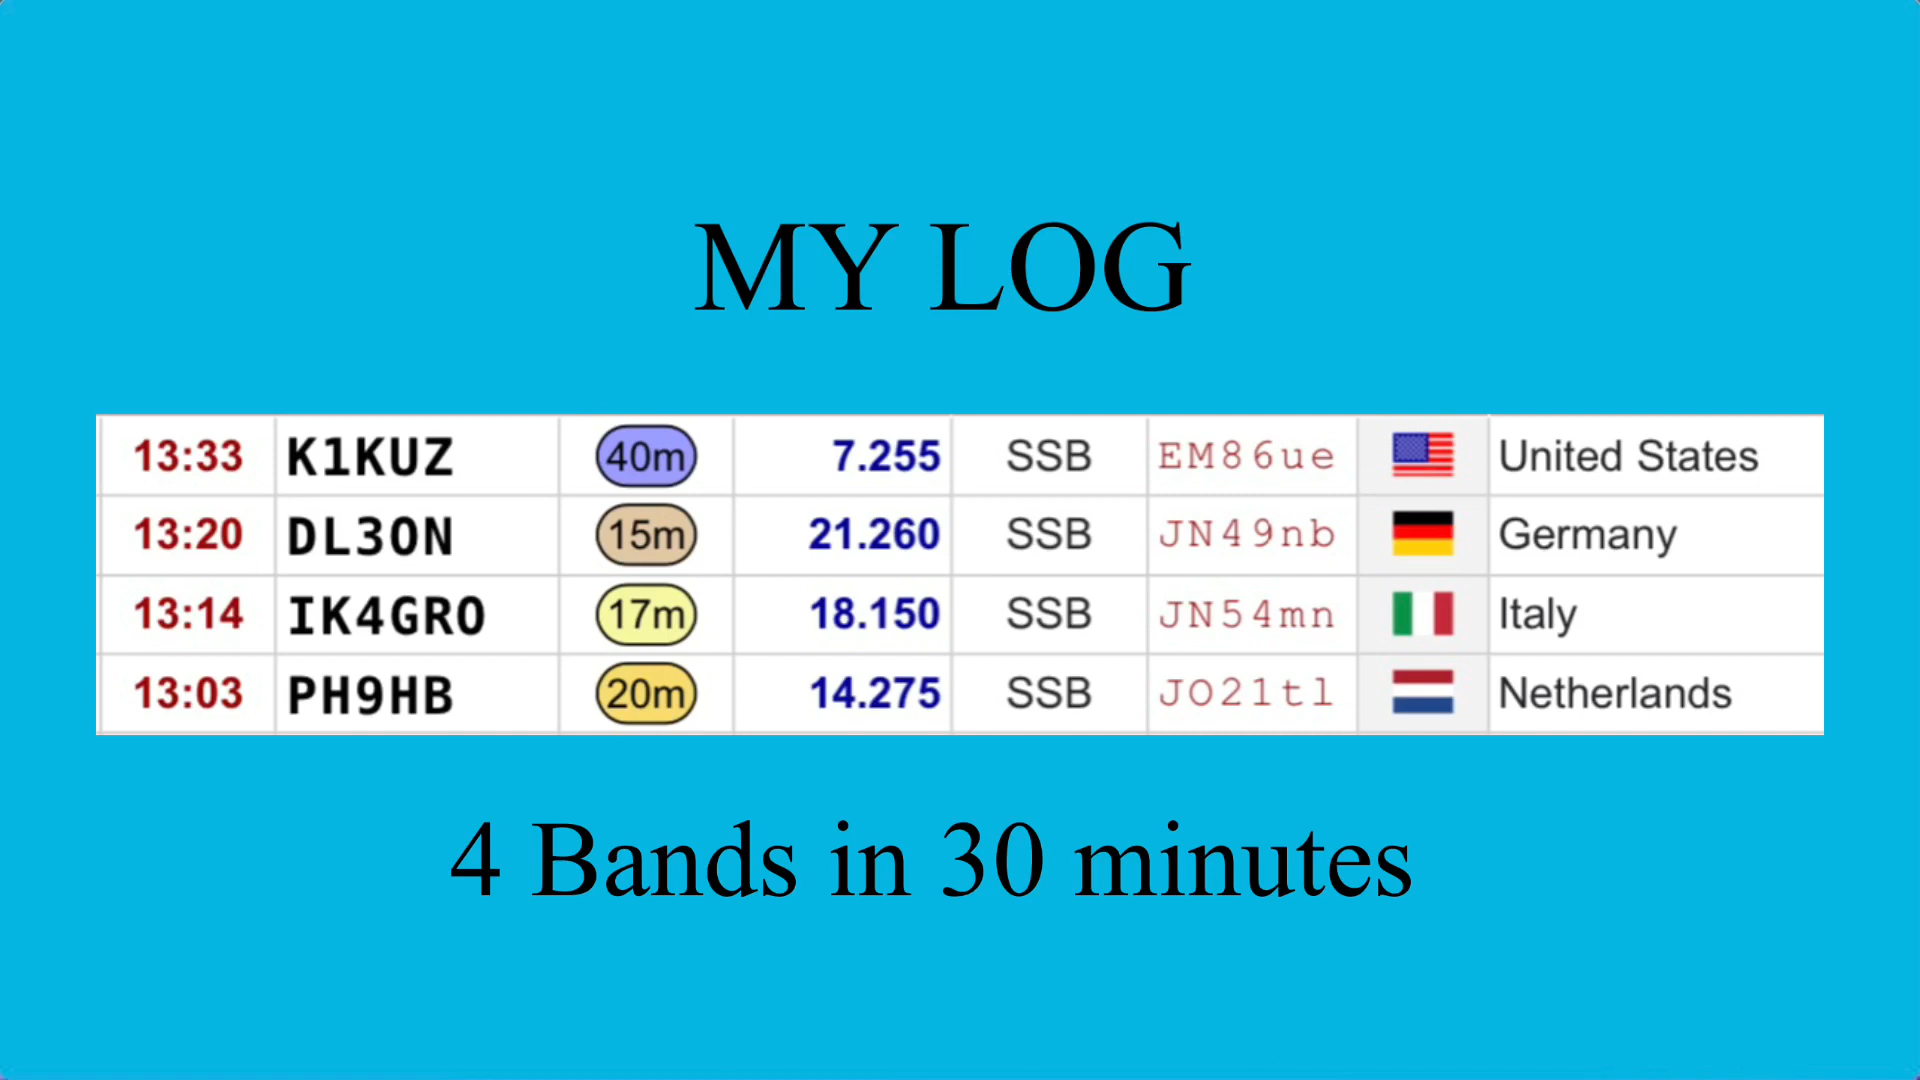 MY LOG
13:33 K1KUZ 40m 7.255 SSB EM86ue United States
13:20 DL3ON 15m 21.260 SSB JN49nb Germany
13:14 IK4GRO 17m 18.150 SSB JN54mn Italy
13:03 PH9HB 20m 14.275 SSB JO21tl Netherlands
4 Bands in 30 minutes